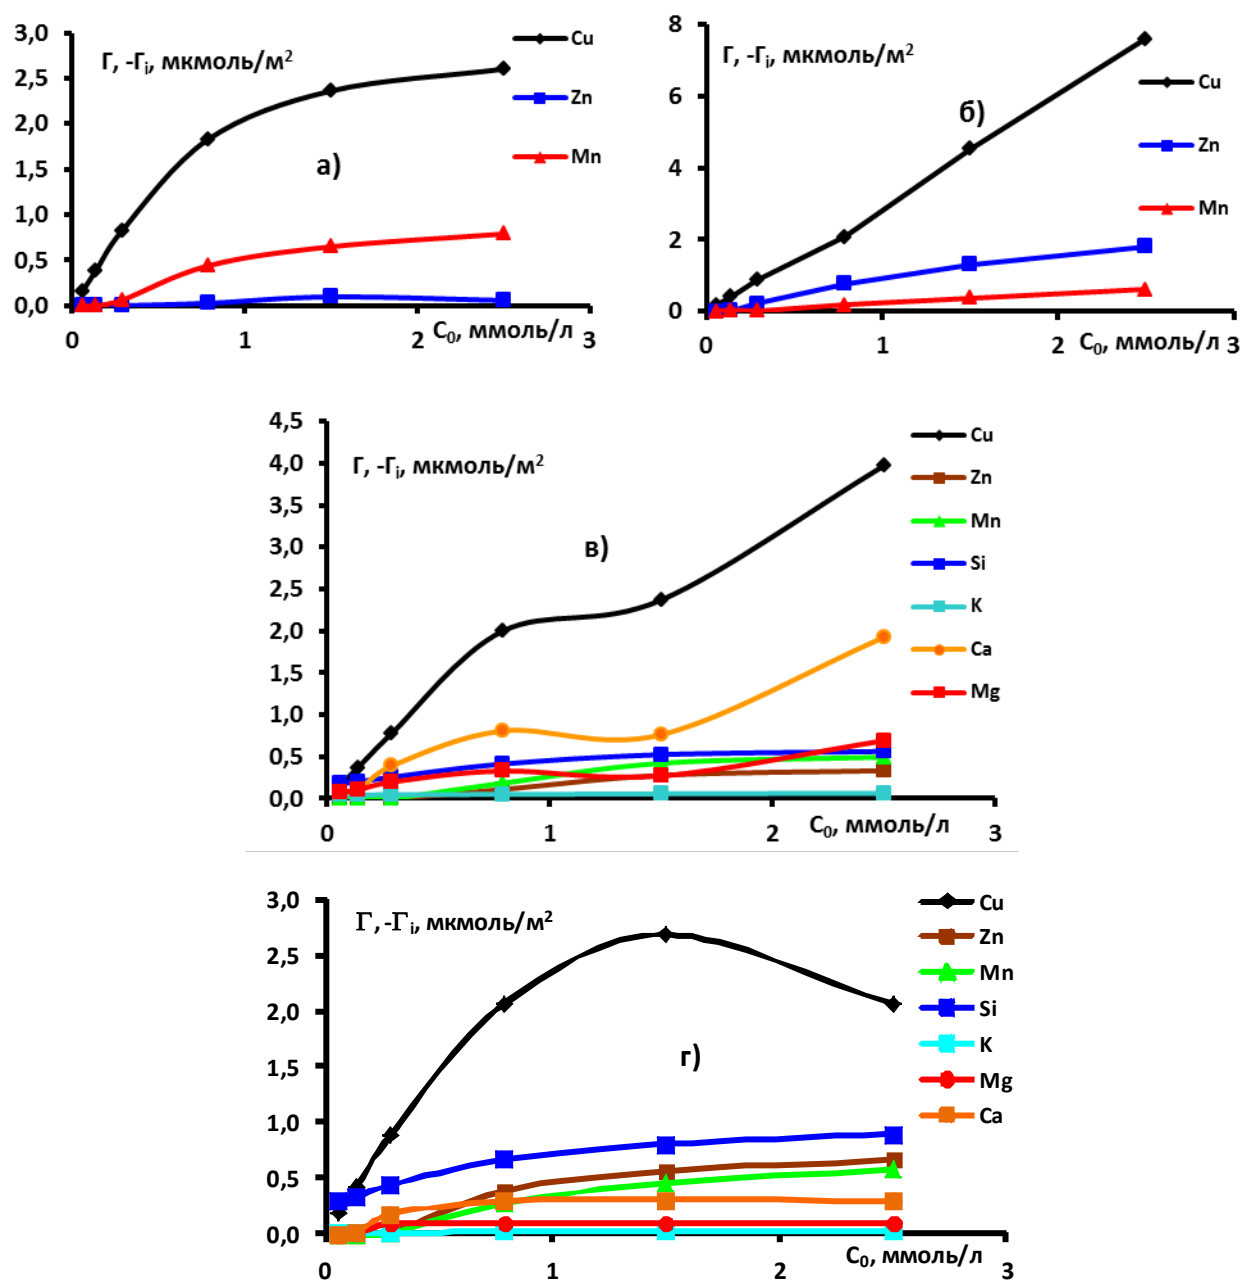 3,0
2,5
2,0
1,5
1,0
0,5
0,0
Г, -Гi, мкмоль/м²
а)
Cu
Zn
Mn
0
1
2
3
C₀, ммоль/л
8
6
4
2
0
Г, -Гi, мкмоль/м²
б)
Cu
Zn
Mn
0
1
2
3
C₀, ммоль/л
4,5
4,0
3,5
3,0
2,5
2,0
1,5
1,0
0,5
0,0
Г, -Гi, мкмоль/м²
в)
Cu
Zn
Mn
Si
K
Ca
Mg
0
1
2
3
C₀, ммоль/л
3,0
2,5
2,0
1,5
1,0
0,5
0,0
Г, -Гi, мкмоль/м²
г)
Cu
Zn
Mn
Si
K
Mg
Ca
C₀, ммоль/л
0
1
2
3